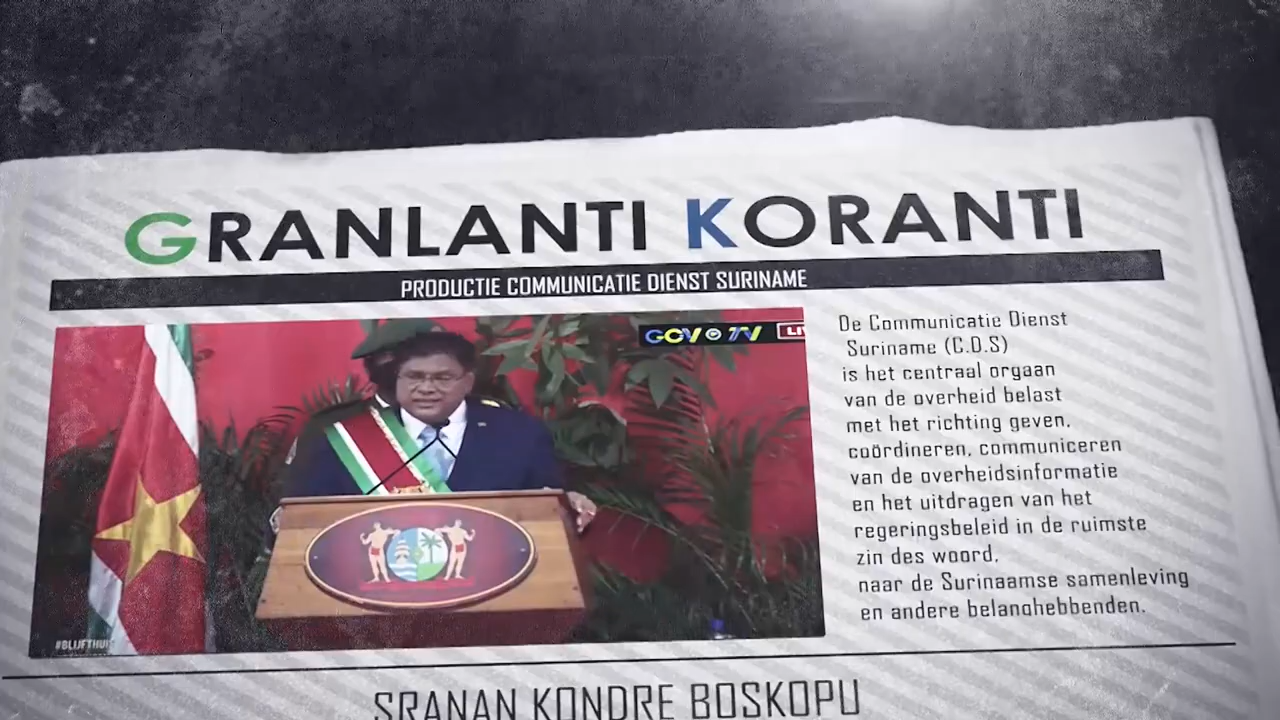 GRANLANTI KORANTI
PRODUCTIE COMMUNICATIE DIENST SURINAME
GOV TV
De Communicatie Dienst
Suriname (C.D.S)
is het centraal orgaan
van de overheid belast
met het richting geven,
coördineren, communiceren
van de overheidsinformatie
en het uitdragen van het
regeringsbeleid in de ruimste
zin des woord,
naar de Surinaamse samenleving
en andere belanghebbenden.
#BLIJFTHUIS
SRANAN KONDRE BOSKOPU